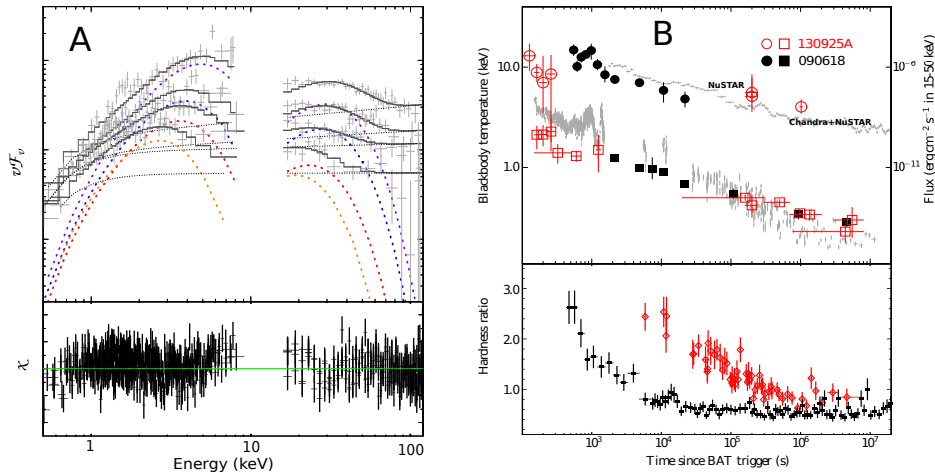 A
νFν
χ
1
10
100
Energy (keV)
B
Blackbody temperature (keV)
10.0
1.0
NuSTAR
Chandra+NuSTAR
130925A
090618
10⁻⁶
10⁻¹¹
Flux (erg cm⁻² s⁻¹ in 15-50 keV)
Hardness ratio
3.0
2.0
1.0
10³
10⁴
10⁵
10⁶
10⁷
Time since BAT trigger (s)